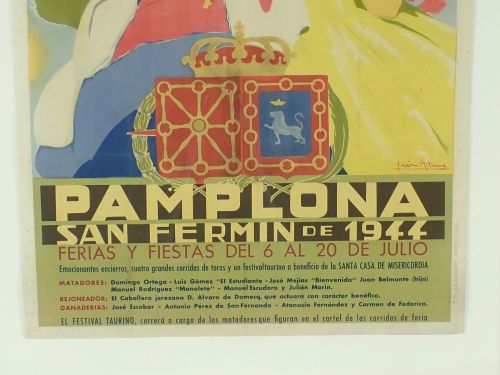 PAMPLONA
SAN FERMIN DE 1944
FERIAS Y FIESTAS DEL 6 AL 20 DE JULIO
Emocionantes encierros, cuatro grandes corridas de toros y un festival taurino a beneficio de la SANTA CASA DE MISERICORDIA
MATADORES: Domingo Ortega - Luis Gómez "El Estudiante - José Mejías "Bienvenida" Juan Belmonte (hijo)
Manuel Rodríguez "Manolete" - Manuel Escudero y Julián Marin.
REJONEADOR: El Caballero jerezano D. Alvaro de Domecq, que actuará con carácter benéfico.
GANADERIAS: José Escobar - Antonio Pérez de San Fernando - Atanasio Fernández y Carmen de Federico.
EL FESTIVAL TAURINO, correrá a cargo de los matadores que figuran en el cartel de las corridas de feria